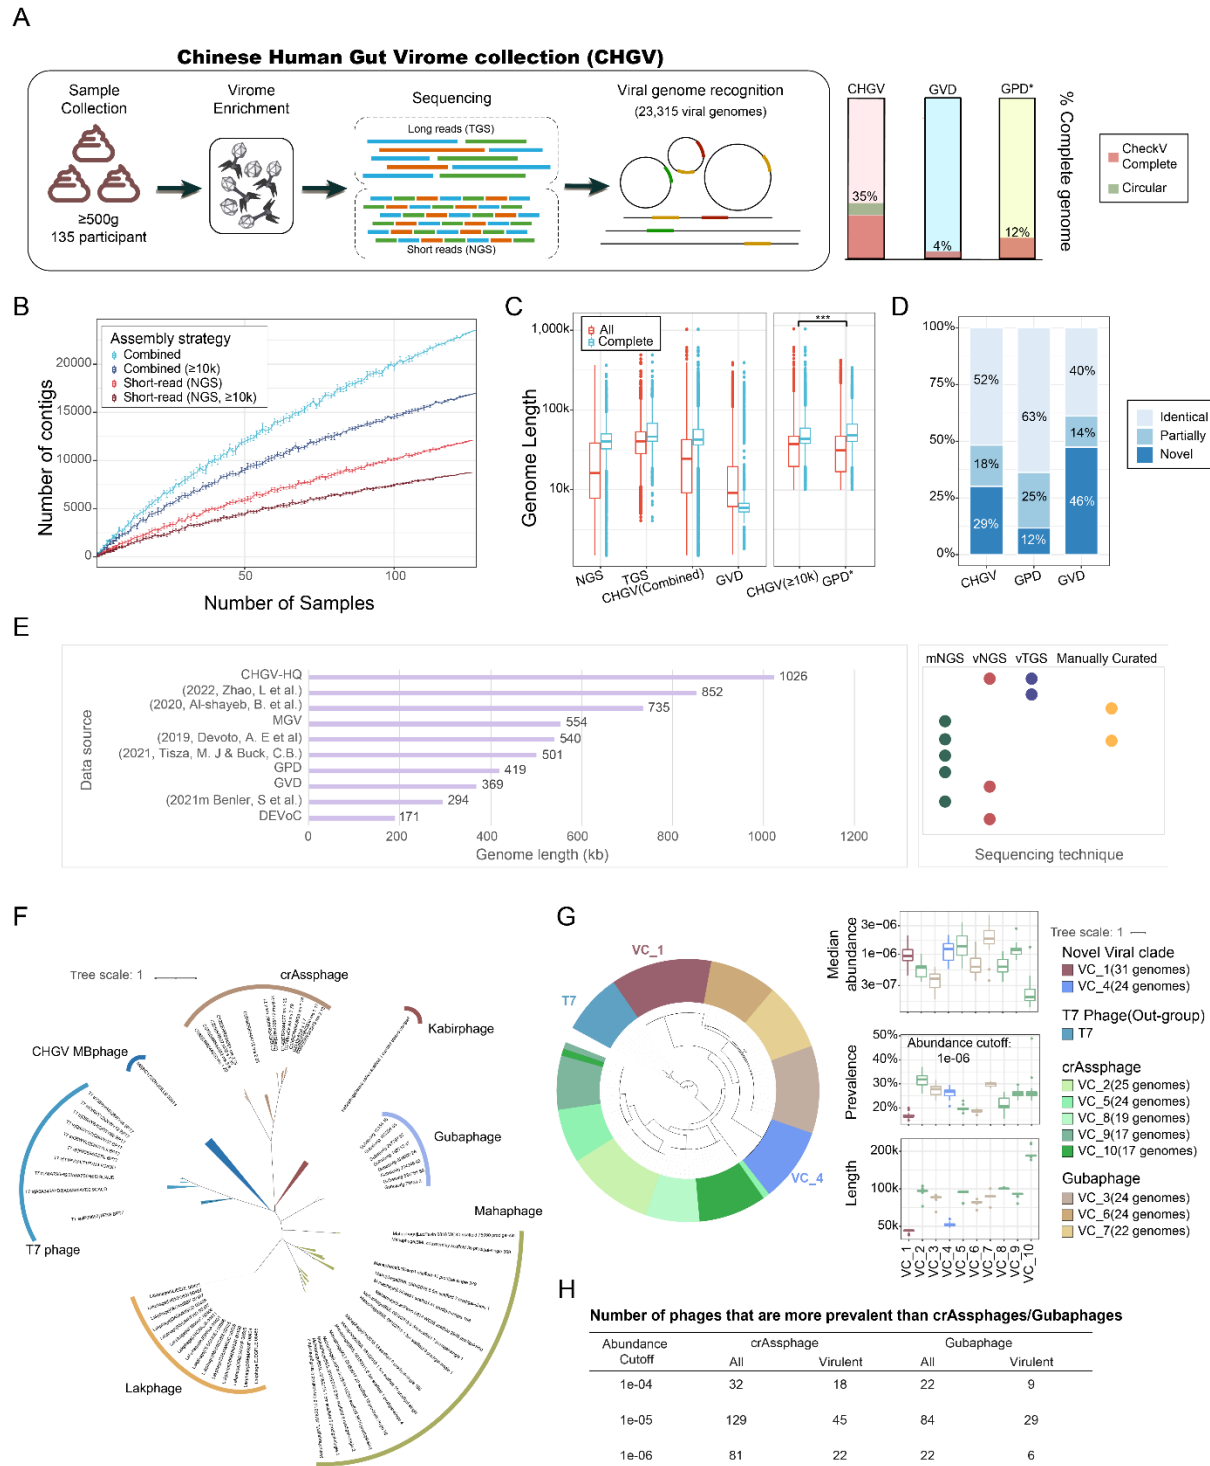 A
Chinese Human Gut Virome collection (CHGV)
Sample
Collection
≥500g
135 participant
Virome
Enrichment
Sequencing
Long reads (TGS)
Short reads (NGS)
Viral genome recognition
(23,315 viral genomes)
CHGV
GVD
GPD*
35%
4%
12%
% Complete genome
CheckV
Complete
Circular
B
Assembly strategy
Combined
Combined (≥10k)
Short-read (NGS)
Short-read (NGS, ≥10k)
Number of contigs
20000
15000
10000
5000
0
50
100
Number of Samples
C
All
Complete
***
Genome Length
1,000k
100k
10k
NGS
TGS
CHGV(Combined)
GVD
CHGV(≥10k)
GPD*
D
100%
75%
50%
25%
0%
52%
18%
29%
63%
25%
12%
40%
14%
46%
CHGV
GPD
GVD
Identical
Partially
Novel
E
Data source
CHGV-HQ
1026
(2022, Zhao, L et al.)
852
(2020, Al-shayeb, B. et al.)
735
MGV
554
(2019, Devoto, A. E et al)
540
(2021, Tisza, M. J & Buck, C.B.)
501
GPD
419
GVD
369
(2021m Benler, S et al.)
294
DEVoC
171
0
200
400
600
800
1000
1200
Genome length (kb)
mNGS
vNGS
vTGS
Manually Curated
Sequencing technique
F
Tree scale: 1
crAssphage
Kabirphage
CHGV MBphage
Gubaphage
Mahaphage
T7 phage
Lakphage
G
VC_1
T7
VC_4
Median
abundance
3e-06
1e-06
3e-07
Prevalence
50%
40%
30%
20%
Abundance cutoff:
1e-06
Length
200k
100k
50k
VC_1
VC_2
VC_3
VC_4
VC_5
VC_6
VC_7
VC_8
VC_9
VC_10
Tree scale: 1
Novel Viral clade
VC_1(31 genomes)
VC_4(24 genomes)
T7 Phage(Out-group)
T7
crAssphage
VC_2(25 genomes)
VC_5(24 genomes)
VC_8(19 genomes)
VC_9(17 genomes)
VC_10(17 genomes)
Gubaphage
VC_3(24 genomes)
VC_6(24 genomes)
VC_7(22 genomes)
H
Number of phages that are more prevalent than crAssphages/Gubaphages
Abundance
Cutoff
crAssphage
Gubaphage
All
Virulent
All
Virulent
1e-04 32 18 22 9
1e-05 129 45 84 29
1e-06 81 22 22 6